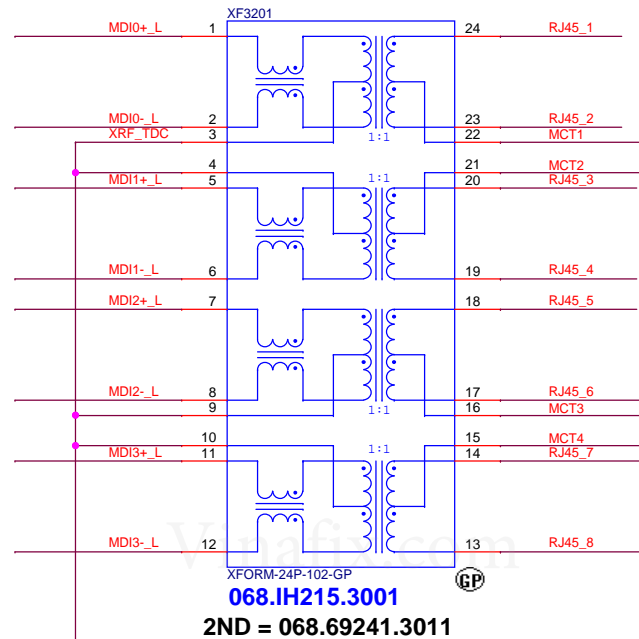 XF3201
MDI0+_L 1 24 RJ45_1
MDI0-_L 2 23 RJ45_2
XRF_TDC 3 22 MCT1
1:1
4 21 MCT2
1:1
MDI1+_L 5 20 RJ45_3
MDI1-_L 6 19 RJ45_4
MDI2+_L 7 18 RJ45_5
MDI2-_L 8 17 RJ45_6
9 16 MCT3
1:1
10 15 MCT4
1:1
MDI3+_L 11 14 RJ45_7
Vinafix.com
MDI3-_L 12 13 RJ45_8
XFORM-24P-102-GP
GP
068.IH215.3001
2ND = 068.69241.3011